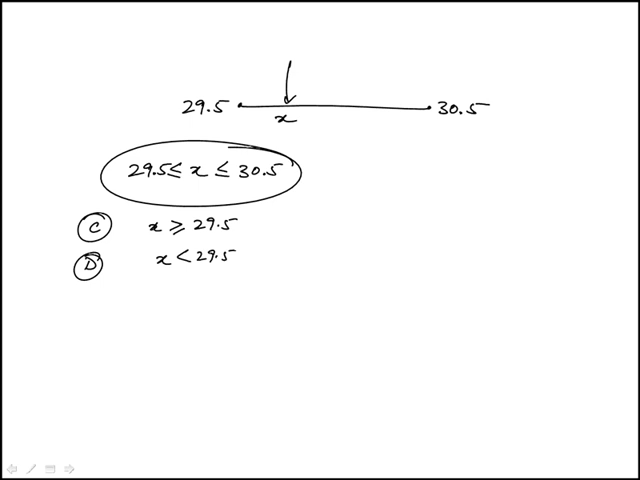 29.5 30.5
x
29.5 ≤ x ≤ 30.5
C x ≥ 29.5
D x < 29.5